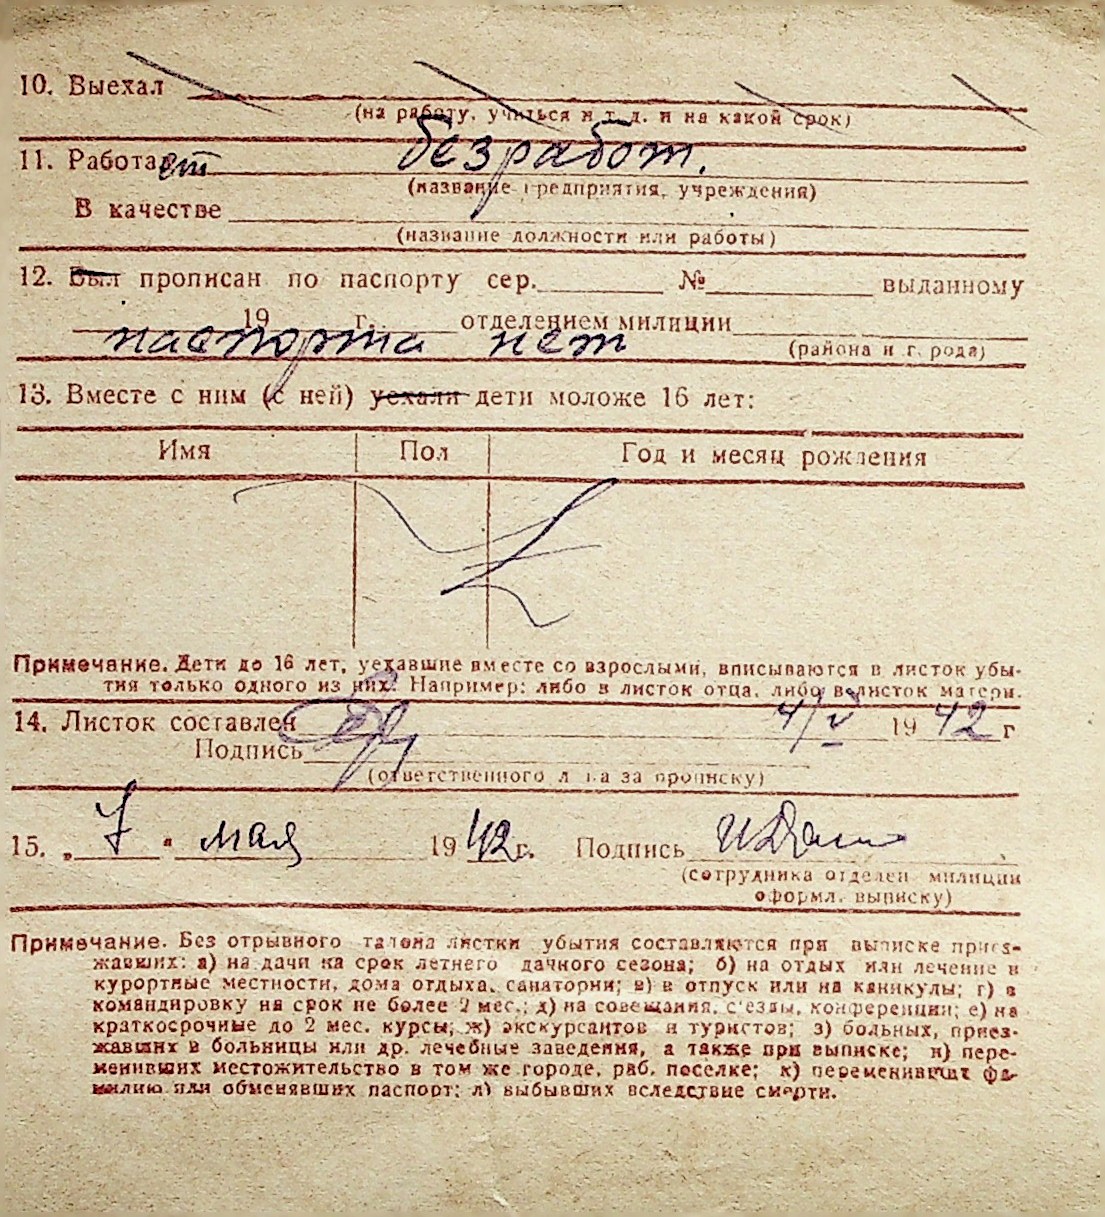 10. Выехал
(на работу, учиться и т. д. и на какой срок)
11. Работает безработ.
(название предприятия, учреждения)
В качестве
(название должности или работы)
12. Был прописан по паспорту сер. № выданному
19 г. отделением милиции
паспорта нет
(района и города)
13. Вместе с ним (с ней) уехали дети моложе 16 лет:
Имя Пол Год и месяц рождения
Примечание. Дети до 16 лет, уехавшие вместе со взрослыми, вписываются в листок убы-
тия только одного из них. Например: либо в листок отца, либо в листок матери.
14. Листок составлен 4/V 1942 г
Подпись
(ответственного лица за прописку)
15. „7" мая 1942 г. Подпись
(сотрудника отделен. милиции
оформл. выписку)
Примечание. Без отрывного талона листки убытия составляются при выписке приез-
жавших: а) на дачи на срок летнего дачного сезона; б) на отдых или лечение в
курортные местности, дома отдыха, санатории; в) в отпуск или на каникулы; г) в
командировку на срок не более 2 мес.; д) на совещания, с'езды, конференции; е) на
краткосрочные до 2 мес. курсы; ж) экскурсантов и туристов; з) больных, приез-
жавших в больницы или др. лечебные заведения, а также при выписке; и) пере-
менивших местожительство в том же городе, раб. поселке; к) переменивших фа-
милию или обменявших паспорт; л) выбывших вследствие смерти.